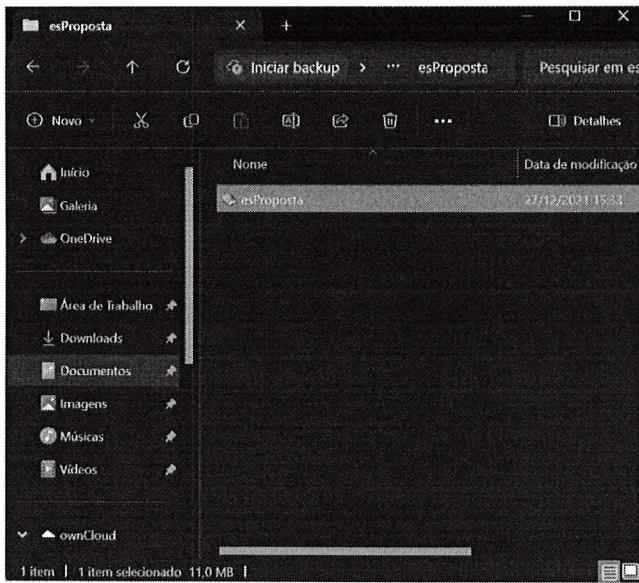 esProposta
Iniciar backup > ... esProposta Pesquisar em es
Novo Detalhes
Início
Galeria
OneDrive
Área de Trabalho
Downloads
Documentos
Imagens
Músicas
Vídeos
ownCloud
Nome Data de modificação
esProposta 27/12/2021 15:33
1 item 1 item selecionado 11,0 MB